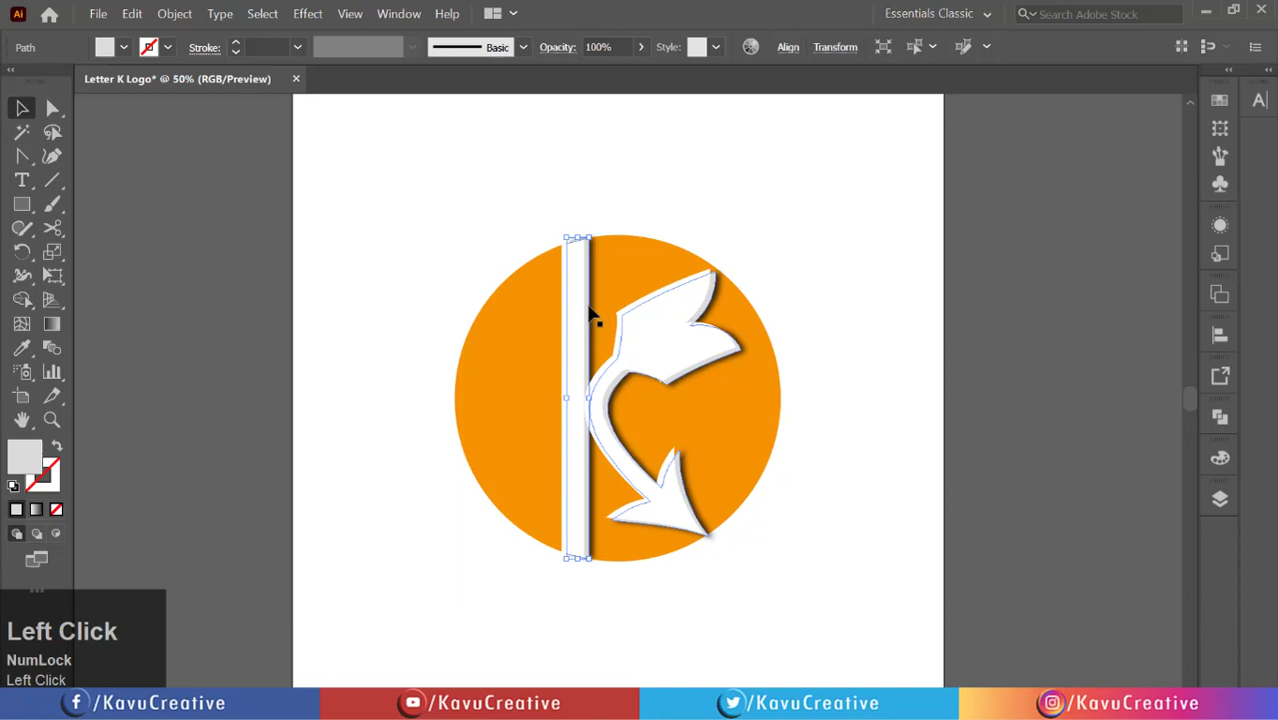 Ai File Edit Object Type Select Effect View Window Help Essentials Classic Search Adobe Stock
Path Stroke: Basic Opacity: 100% Style: Align Transform
Letter K Logo* @ 50% (RGB/Preview) ×
T
A
Left Click
NumLock
Left Click
/KavuCreative /KavuCreative /KavuCreative /KavuCreative